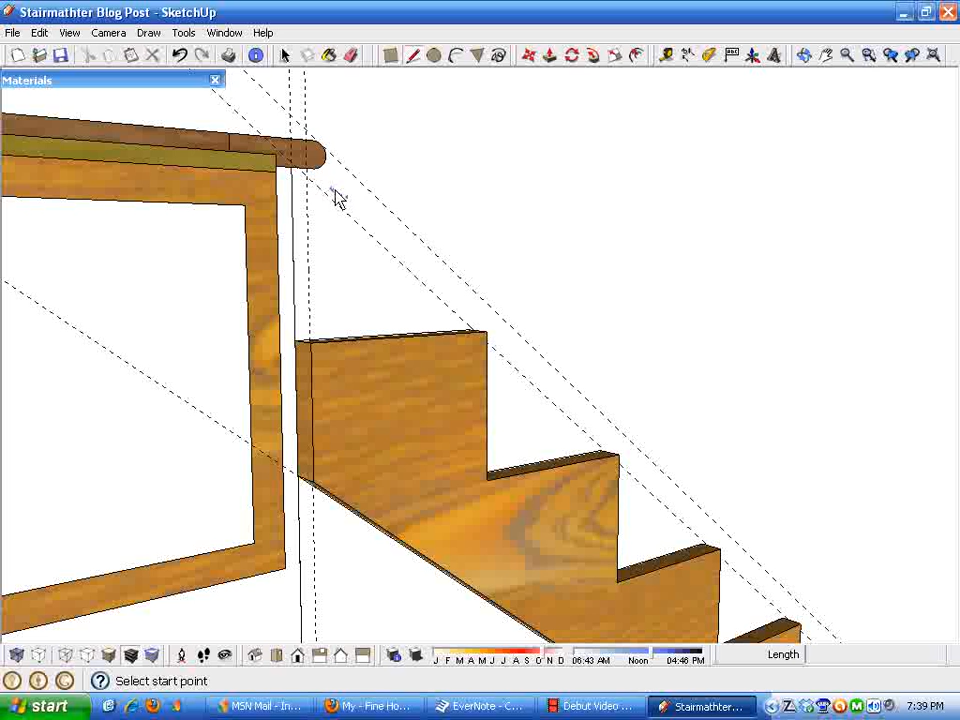 Stairmathter Blog Post - SketchUp
File Edit View Camera Draw Tools Window Help
Materials
ABC
J F M A M J J A S O N D 06:43 AM Noon 04:46 PM Length
Select start point
start MSN Mail - In... My - Fine Ho... EverNote - C... Debut Video ... Stairmathter... 7:39 PM